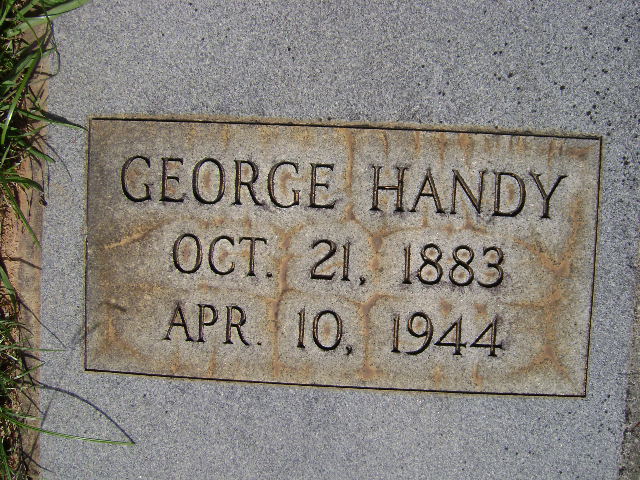 GEORGE HANDY
OCT. 21, 1883
APR. 10, 1944